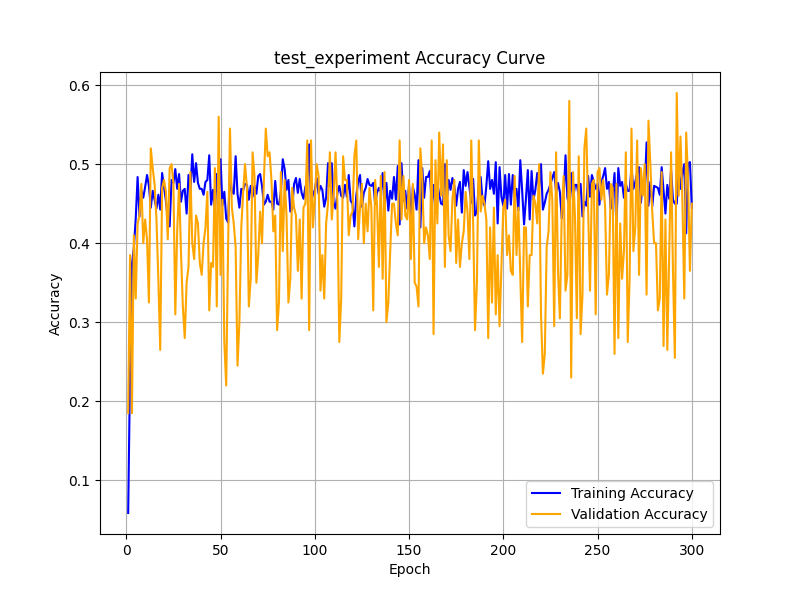 test_experiment Accuracy Curve
0.6
0.5
0.4
0.3
0.2
0.1
Accuracy
Training Accuracy
Validation Accuracy
0 50 100 150 200 250 300
Epoch